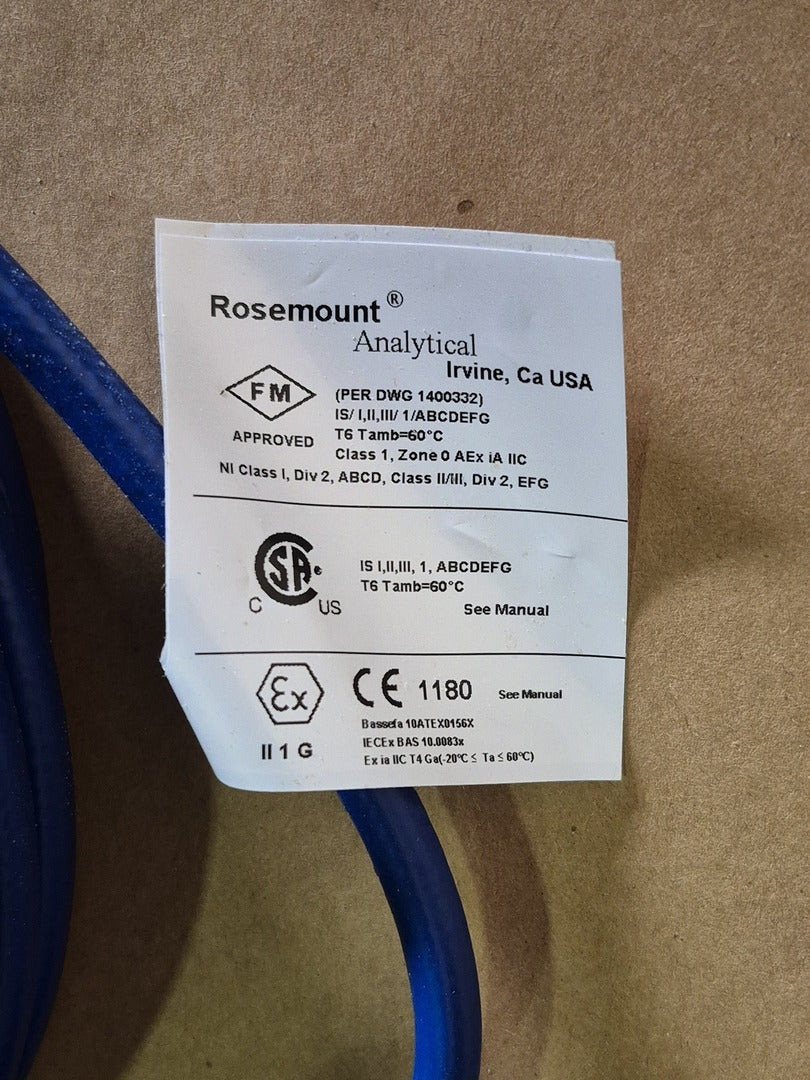 Rosemount®
Analytical
Irvine, Ca USA
FM
APPROVED
(PER DWG 1400332)
IS/ I,II,III/ 1/ABCDEFG
T6 Tamb=60°C
Class 1, Zone 0 AEx iA IIC
NI Class I, Div 2, ABCD, Class II/III, Div 2, EFG
CSA
C US
IS I,II,III, 1, ABCDEFG
T6 Tamb=60°C
See Manual
Ex
II 1 G
CE 1180 See Manual
Bassefa 10ATEX0156X
IECEx BAS 10.0083x
Ex ia IIC T4 Ga(-20°C ≤ Ta ≤ 60°C)